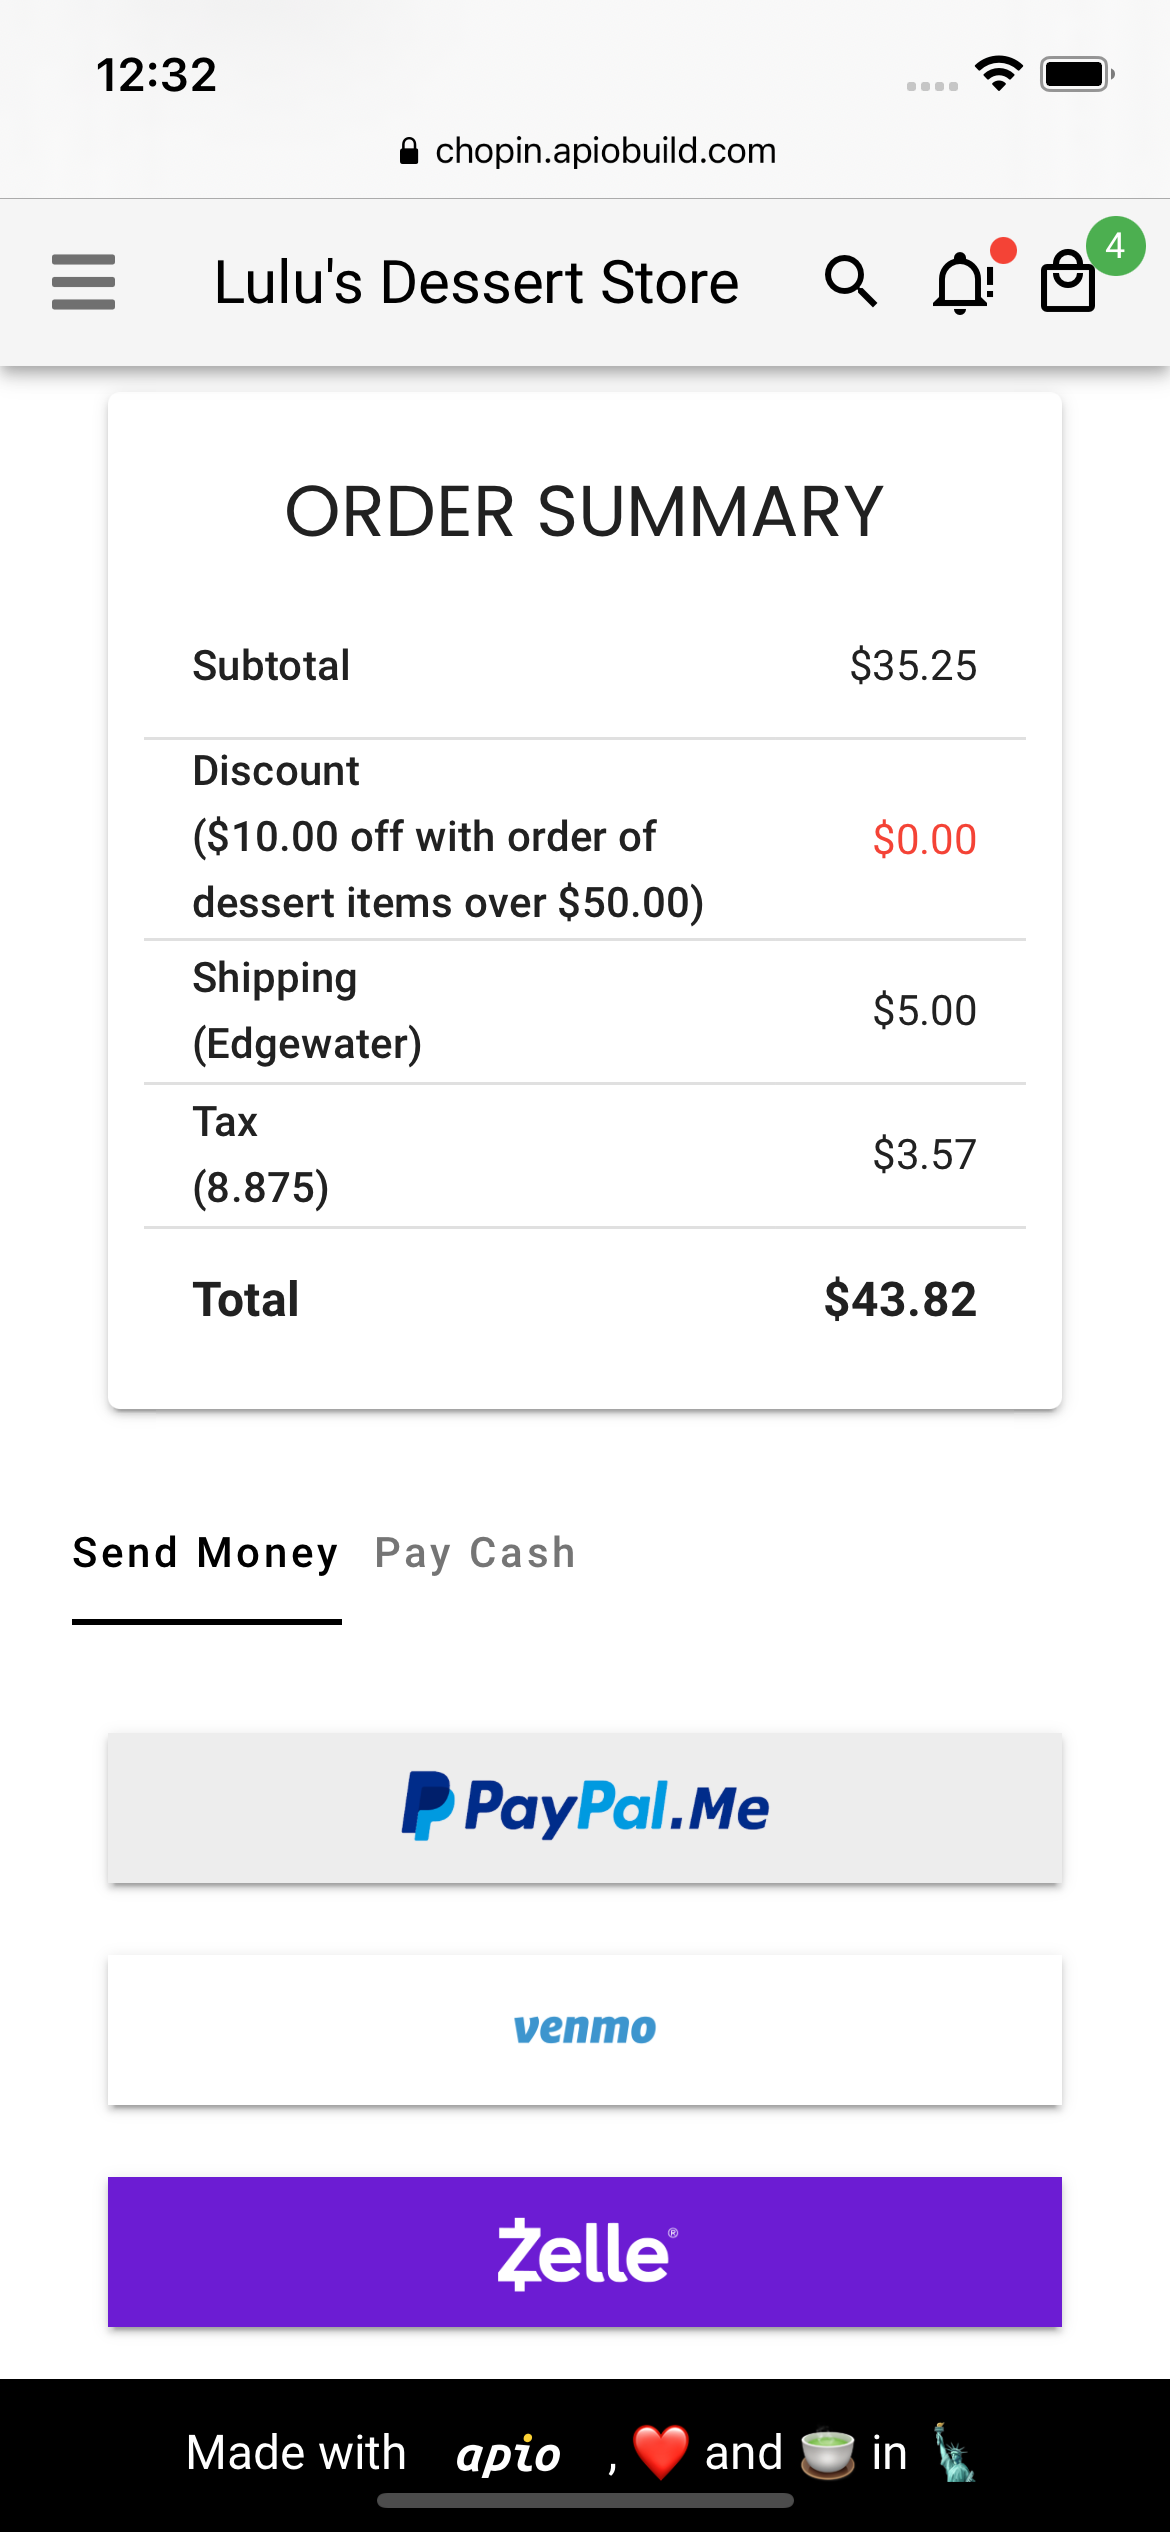 12:32
chopin.apiobuild.com
Lulu's Dessert Store
4
ORDER SUMMARY
Subtotal $35.25
Discount
($10.00 off with order of
dessert items over $50.00)
$0.00
Shipping
(Edgewater)
$5.00
Tax
(8.875)
$3.57
Total $43.82
Send Money Pay Cash
PayPal.Me
venmo
Zelle®
Made with apio , ❤️ and 🍵 in 🗽